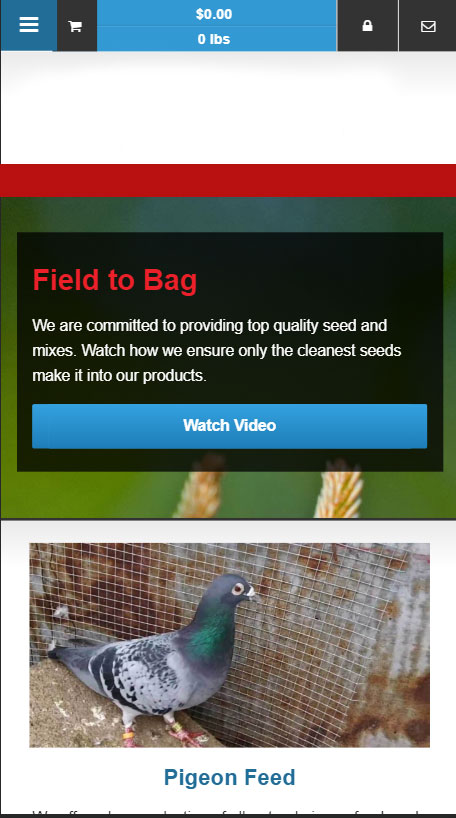 $0.00
0 lbs
Field to Bag
We are committed to providing top quality seed and
mixes. Watch how we ensure only the cleanest seeds
make it into our products.
Watch Video
Pigeon Feed